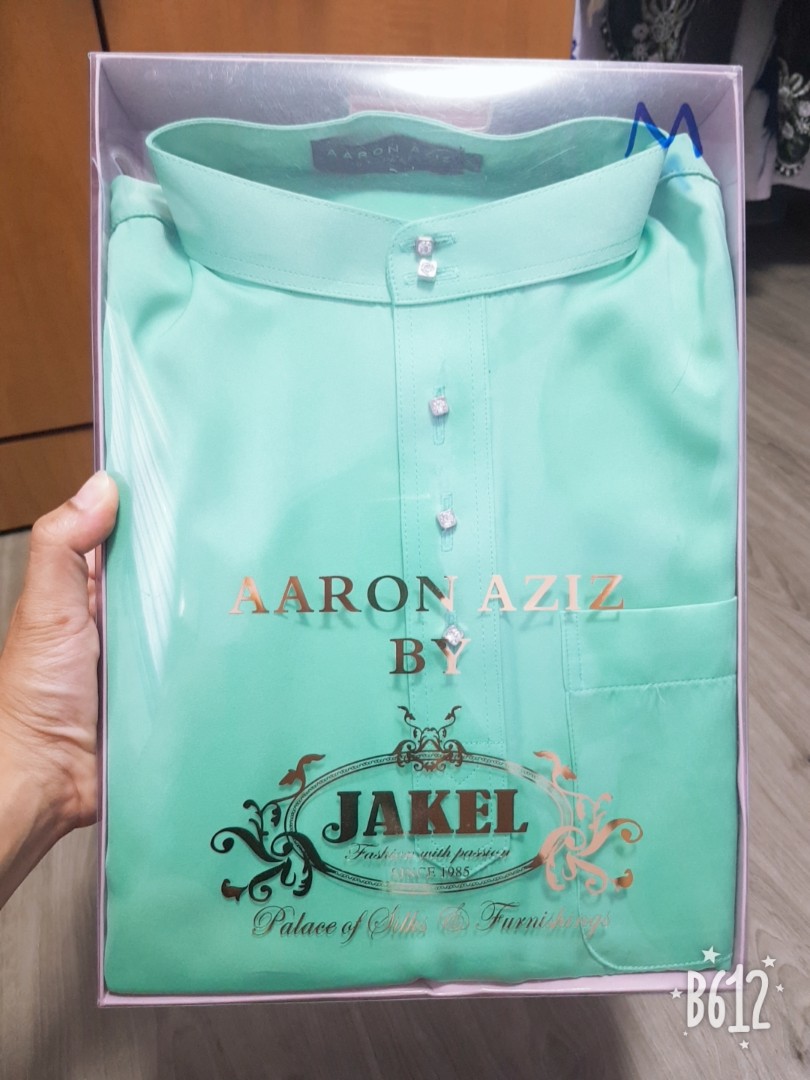 M
AARON AZIZ
AARON AZIZ
BY
JAKEL
Fashion with passion
SINCE 1985
Palace of Silks & Furnishings
B612